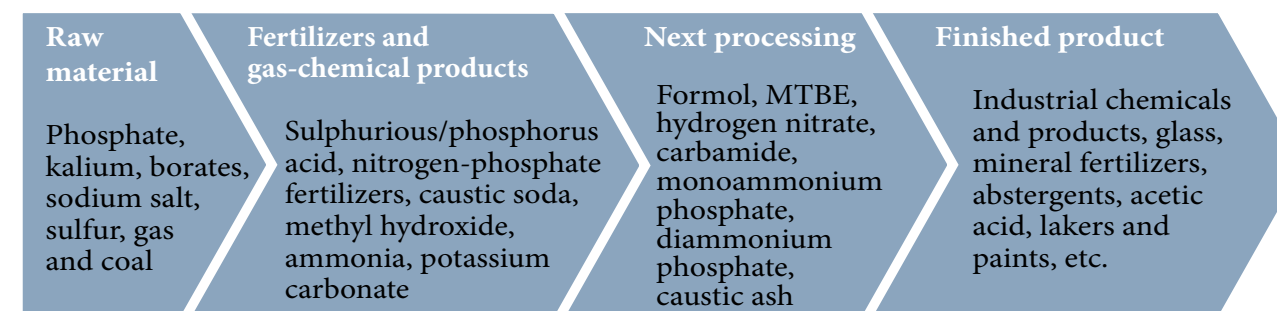 Raw
material
Phosphate,
kalium, borates,
sodium salt,
sulfur, gas
and coal
Fertilizers and
gas-chemical products
Sulphurious/phosphorus
acid, nitrogen-phosphate
fertilizers, caustic soda,
methyl hydroxide,
ammonia, potassium
carbonate
Next processing
Formol, MTBE,
hydrogen nitrate,
carbamide,
monoammonium
phosphate,
diammonium
phosphate,
caustic ash
Finished product
Industrial chemicals
and products, glass,
mineral fertilizers,
abstergents, acetic
acid, lakers and
paints, etc.